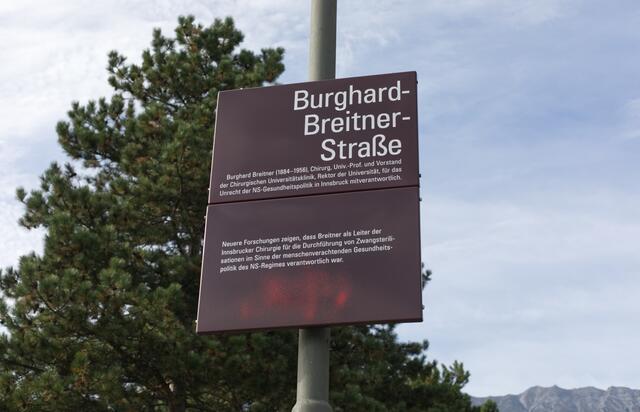 Burghard-
Breitner-
Straße
Burghard Breitner (1884–1956), Chirurg, Univ.-Prof. und Vorstand
der Chirurgischen Universitätsklinik, Rektor der Universität, für das
Unrecht der NS-Gesundheitspolitik in Innsbruck mitverantwortlich.
Neuere Forschungen zeigen, dass Breitner als Leiter der
Innsbrucker Chirurgie für die Durchführung von Zwangssterili-
sationen im Sinne der menschenverachtenden Gesundheits-
politik des NS-Regimes verantwortlich war.